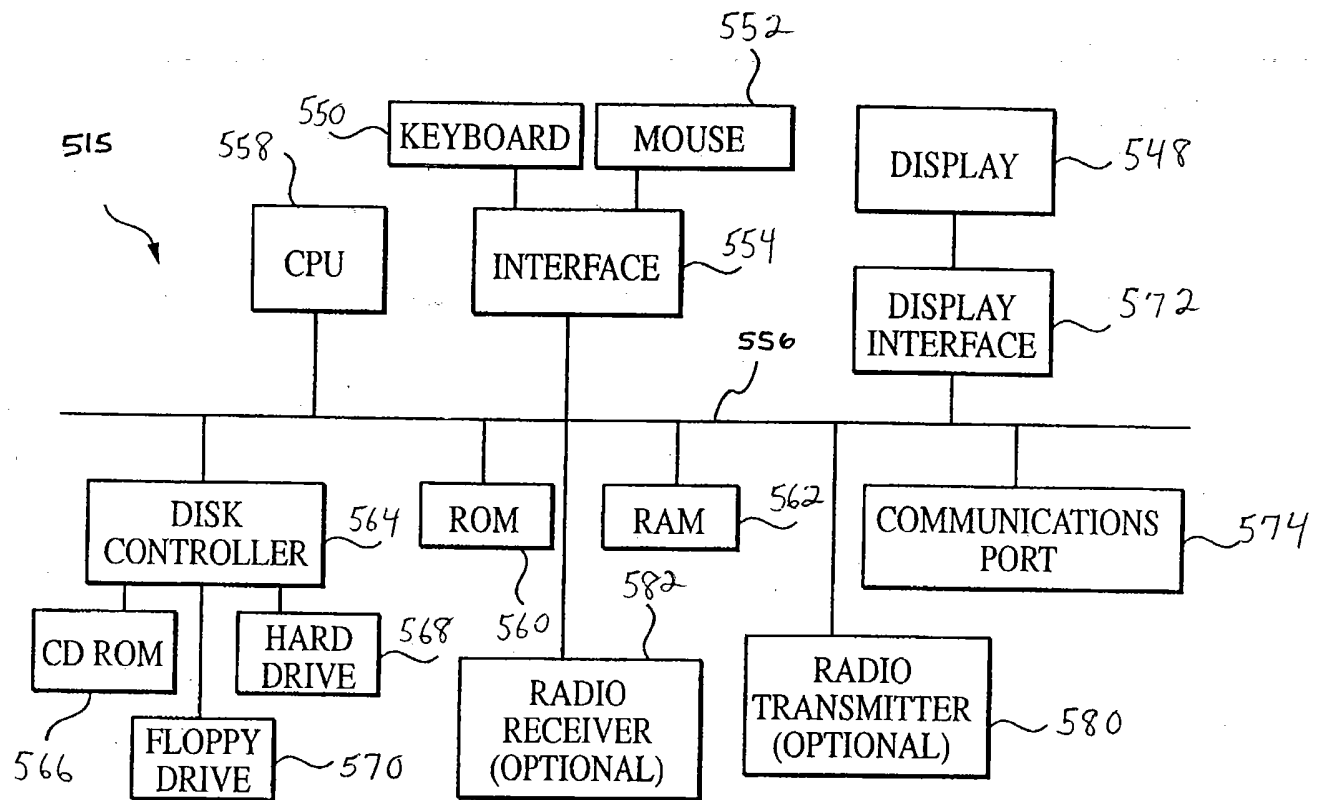 552
550
KEYBOARD
MOUSE
515
558
DISPLAY
548
CPU
INTERFACE
554
DISPLAY
INTERFACE
572
556
DISK
CONTROLLER
564
ROM
560
RAM
562
COMMUNICATIONS
PORT
574
CD ROM
566
HARD
DRIVE
568
FLOPPY
DRIVE
570
582
RADIO
RECEIVER
(OPTIONAL)
RADIO
TRANSMITTER
(OPTIONAL)
580